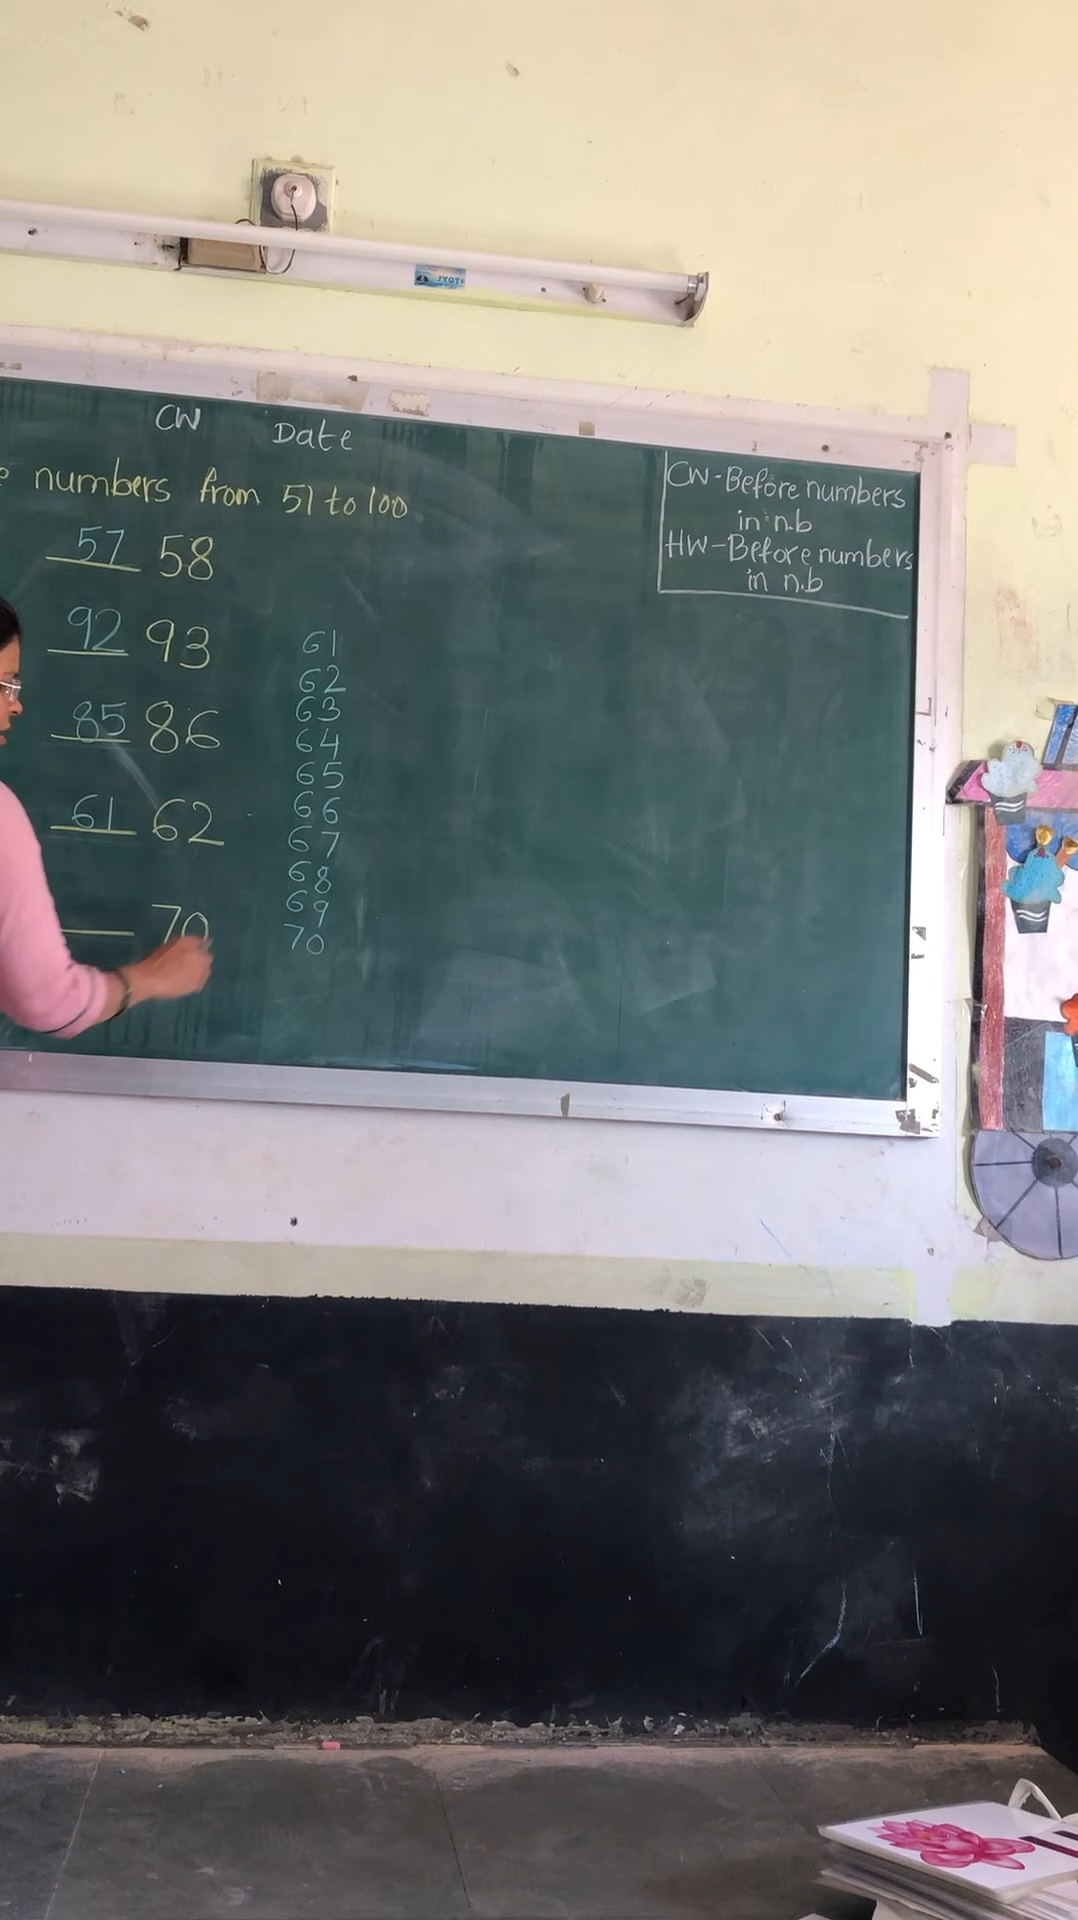 CW Date
numbers from 51 to 100
57 58
92 93
85 86
61 62
70
61
62
63
64
65
66
67
68
69
70
CW-Before numbers
in n.b
HW-Before numbers
in n.b
JYOTI